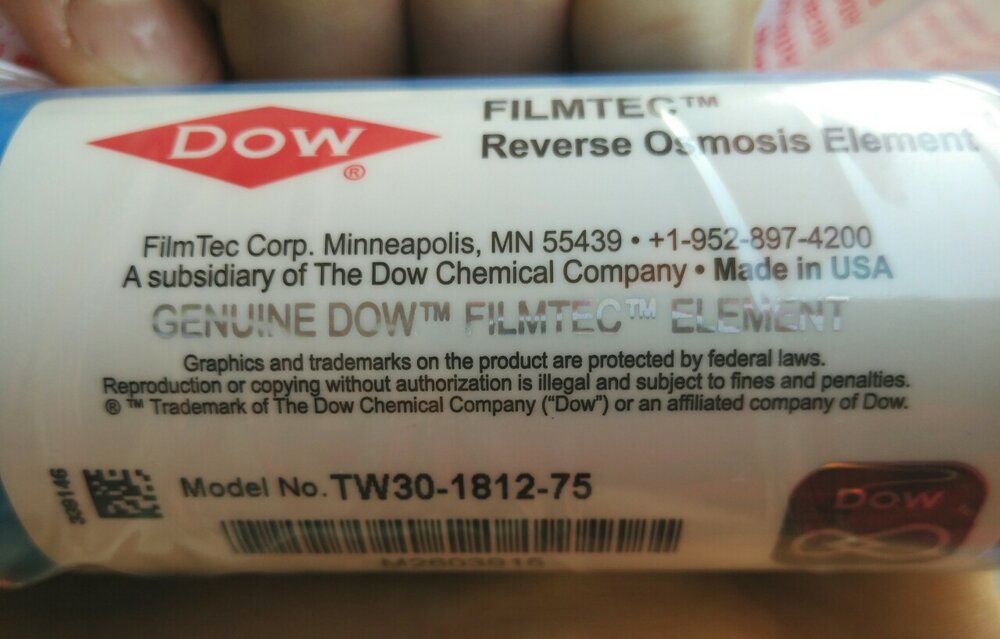 DOW®
FILMTEC™
Reverse Osmosis Element
FilmTec Corp. Minneapolis, MN 55439 • +1-952-897-4200
A subsidiary of The Dow Chemical Company • Made in USA
GENUINE DOW™ FILMTEC™ ELEMENT
Graphics and trademarks on the product are protected by federal laws.
Reproduction or copying without authorization is illegal and subject to fines and penalties.
® ™ Trademark of The Dow Chemical Company (“Dow”) or an affiliated company of Dow.
339146
Model No. TW30-1812-75
M2603915
DOW